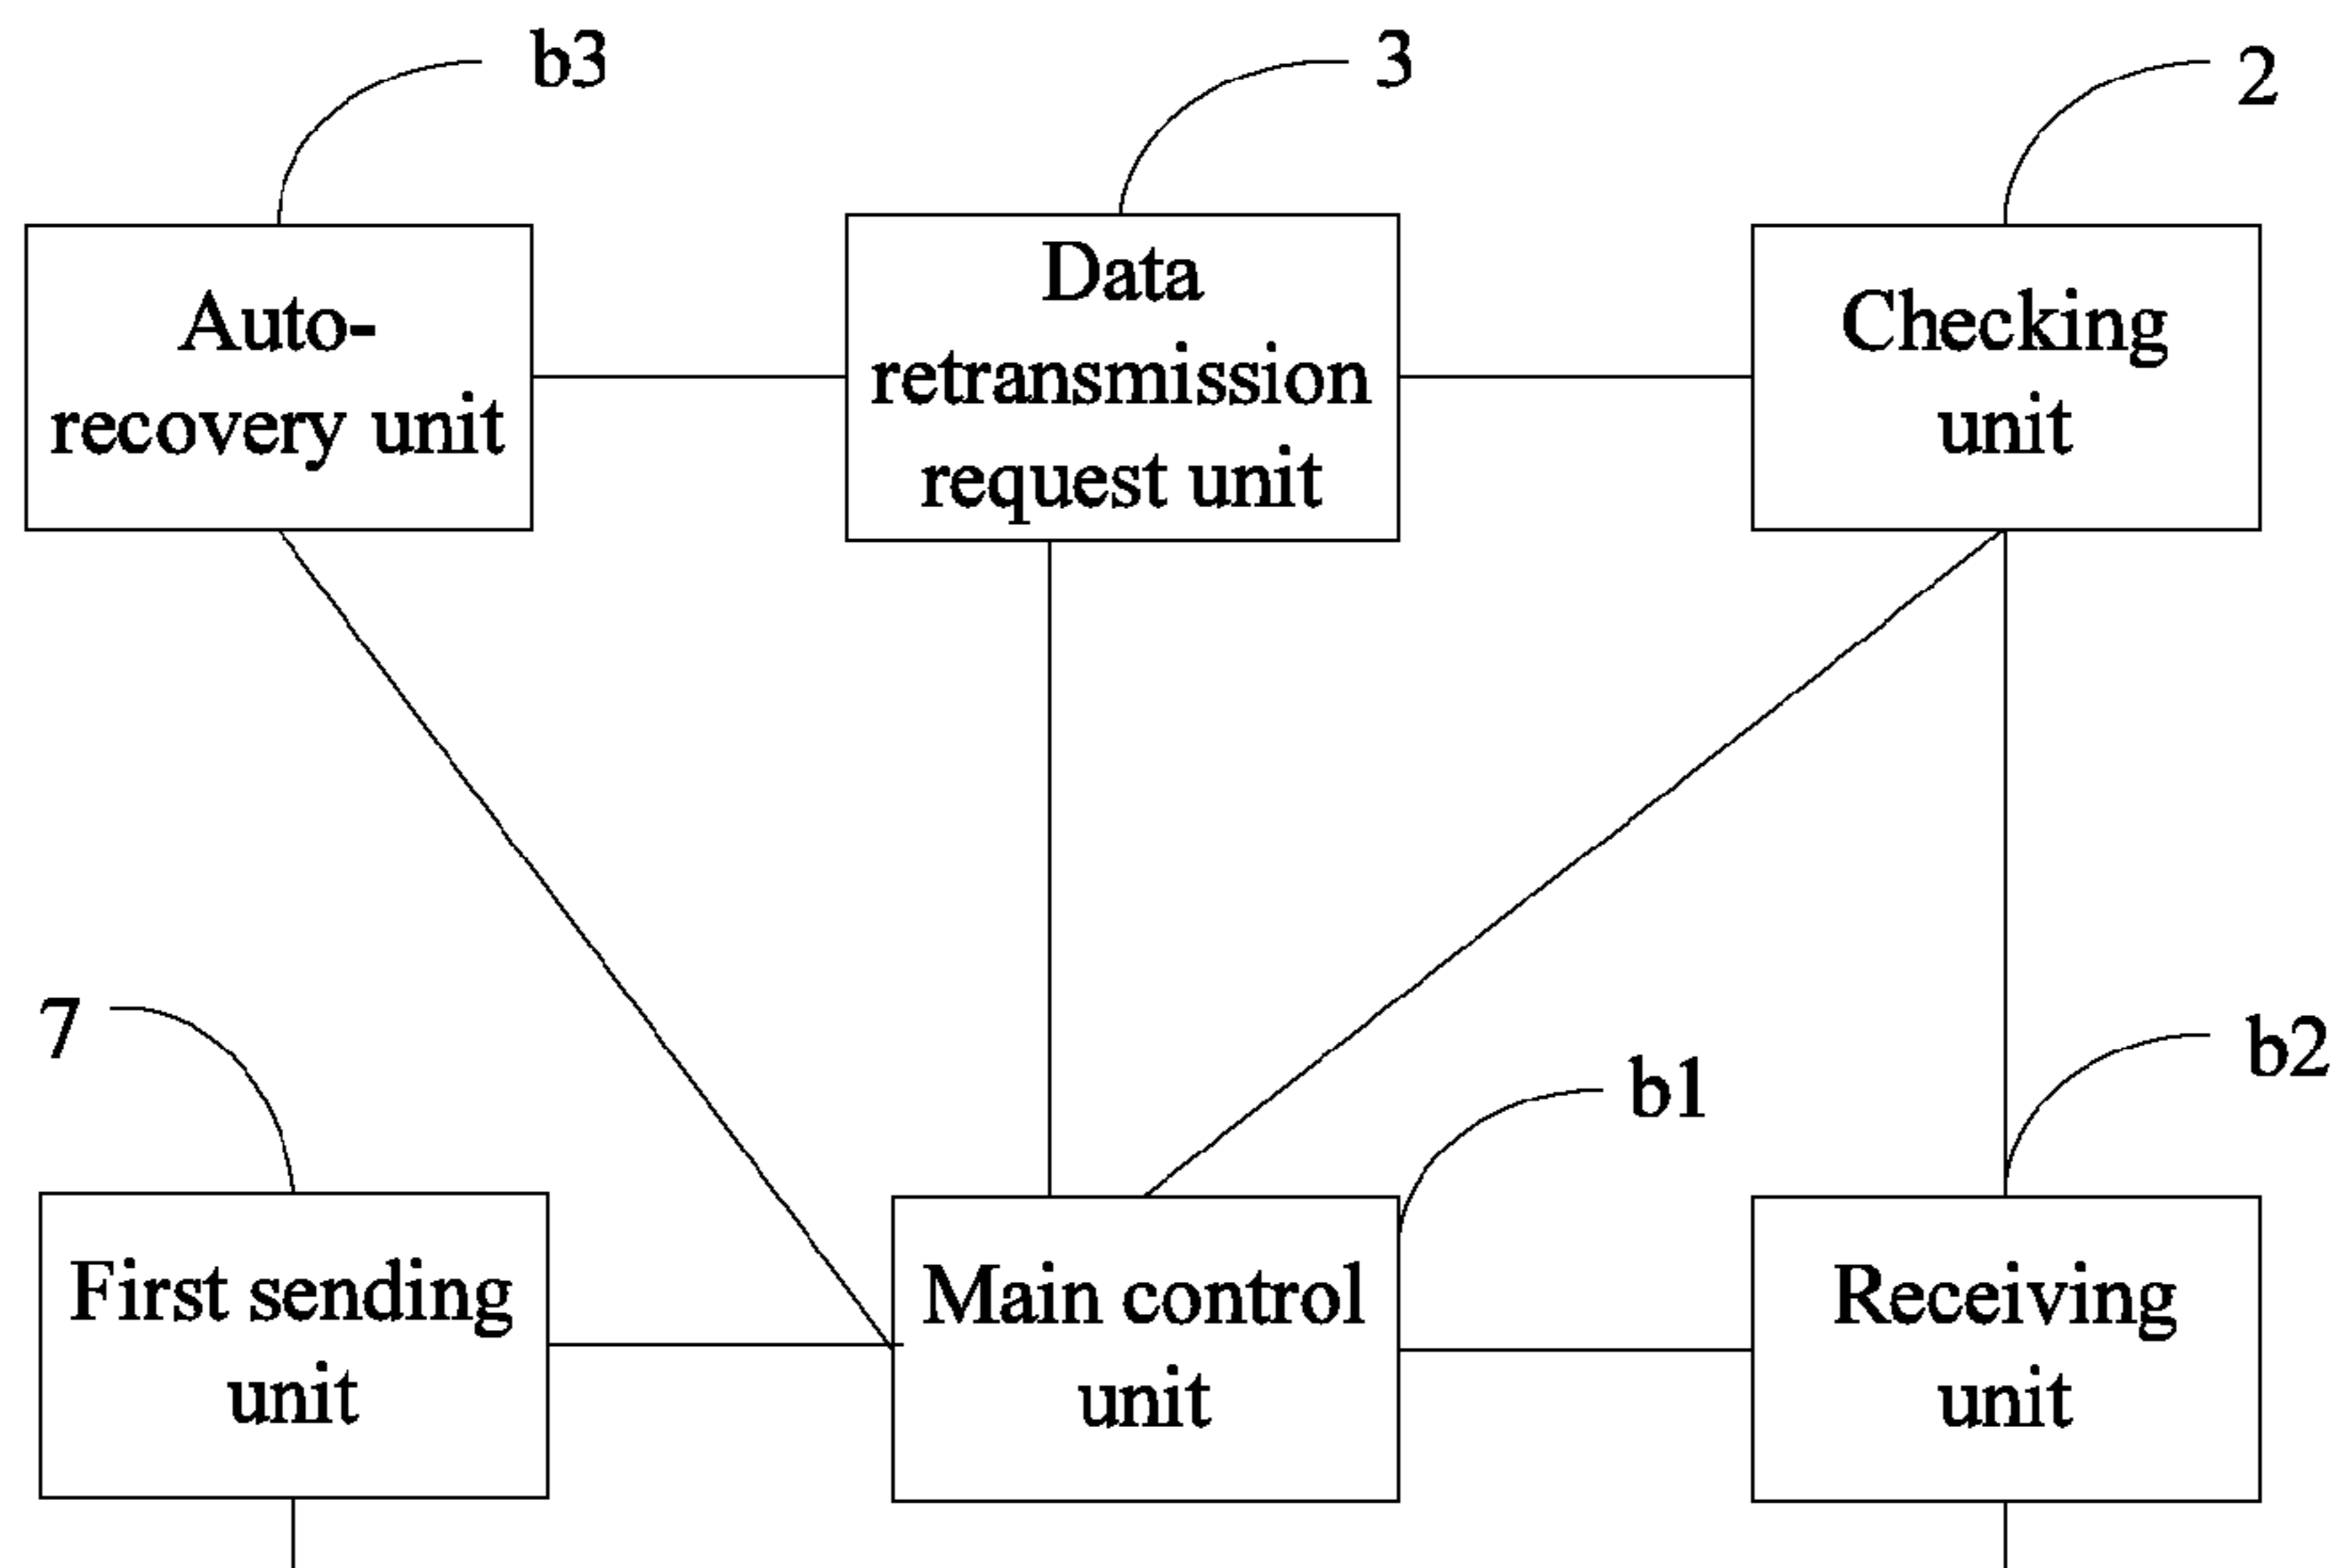 b3
3
2
Auto-
recovery unit
Data
retransmission
request unit
Checking
unit
7
b1
b2
First sending
unit
Main control
unit
Receiving
unit